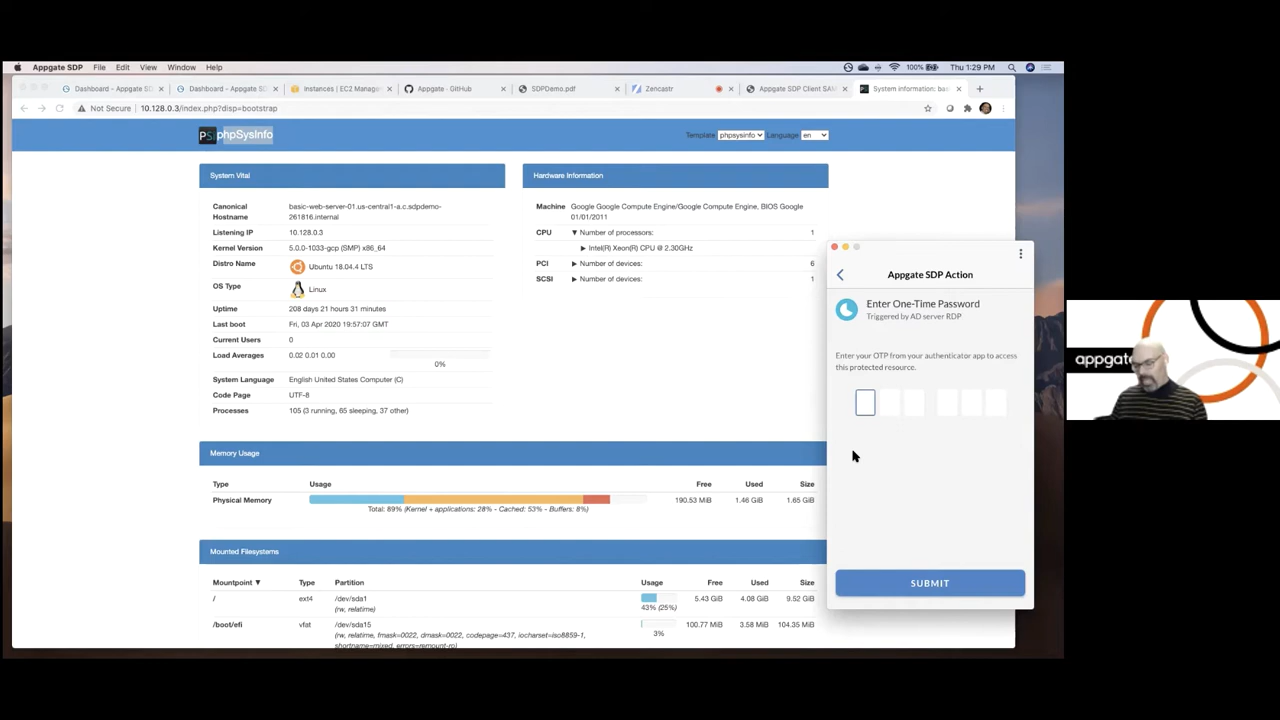 Appgate SDP File Edit View Window Help
100% Thu 1:29 PM
Dashboard – Appgate SD
Dashboard – Appgate SD
Instances | EC2 Manage
Appgate · GitHub
SDPDemo.pdf
Zencastr
Appgate SDP Client SAM
System information: bas
Not Secure 10.128.0.3/index.php?disp=bootstrap
PS phpSysInfo
Template phpsysinfo Language en
System Vital
Canonical Hostname basic-web-server-01.us-central1-a.c.sdpdemo-
261816.internal
Listening IP 10.128.0.3
Kernel Version 5.0.0-1033-gcp (SMP) x86_64
Distro Name Ubuntu 18.04.4 LTS
OS Type Linux
Uptime 208 days 21 hours 31 minutes
Last boot Fri, 03 Apr 2020 19:57:07 GMT
Current Users 0
Load Averages 0.02 0.01 0.00
0%
System Language English United States Computer (C)
Code Page UTF-8
Processes 105 (3 running, 65 sleeping, 37 other)
Hardware Information
Machine Google Google Compute Engine/Google Compute Engine, BIOS Google
01/01/2011
CPU ▼ Number of processors: 1
▶ Intel(R) Xeon(R) CPU @ 2.30GHz
PCI ▶ Number of devices: 6
SCSI ▶ Number of devices: 1
Memory Usage
Type Usage Free Used Size
Physical Memory 190.53 MiB 1.46 GiB 1.65 GiB
Total: 89% (Kernel + applications: 28% - Cached: 53% - Buffers: 8%)
Mounted Filesystems
Mountpoint ▼ Type Partition Usage Free Used Size
/ ext4 /dev/sda1 5.43 GiB 4.08 GiB 9.52 GiB
(rw, relatime) 43% (25%)
/boot/efi vfat /dev/sda15 100.77 MiB 3.58 MiB 104.35 MiB
(rw, relatime, fmask=0022, dmask=0022, codepage=437, iocharset=iso8859-1, 3%
shortname=mixed, errors=remount-ro)
Appgate SDP Action
Enter One-Time Password
Triggered by AD server RDP
Enter your OTP from your authenticator app to access
this protected resource.
SUBMIT
appgate